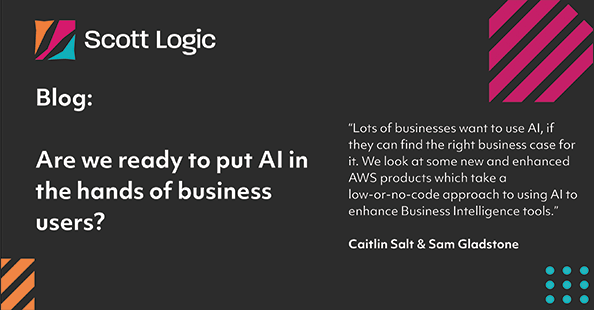 Scott Logic
Blog:
Are we ready to put AI in
the hands of business
users?
“Lots of businesses want to use AI, if
they can find the right business case for
it. We look at some new and enhanced
AWS products which take a
low-or-no-code approach to using AI to
enhance Business Intelligence tools.”
Caitlin Salt & Sam Gladstone